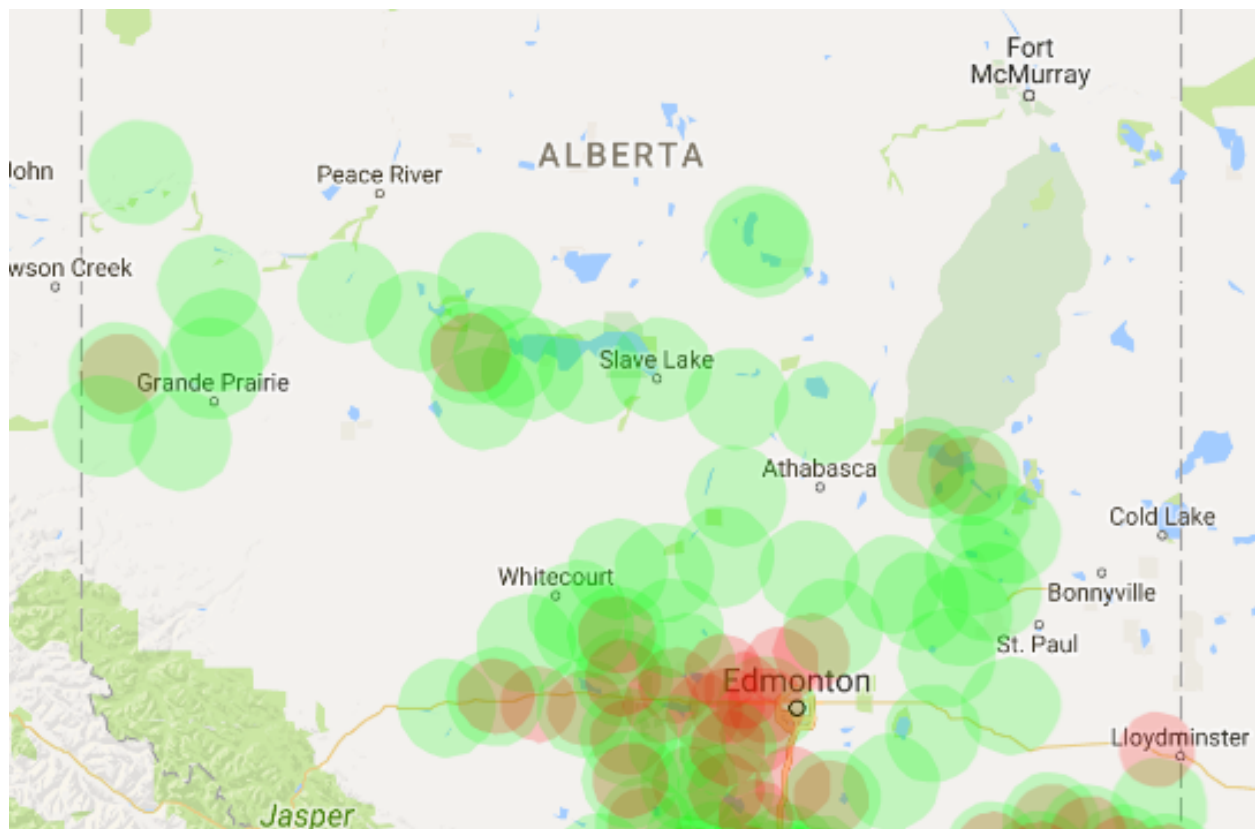 Fort
McMurray
ALBERTA
John
Peace River
wson Creek
Slave Lake
Grande Prairie
Athabasca
Cold Lake
Whitecourt
Bonnyville
St. Paul
Edmonton
Lloydminster
Jasper